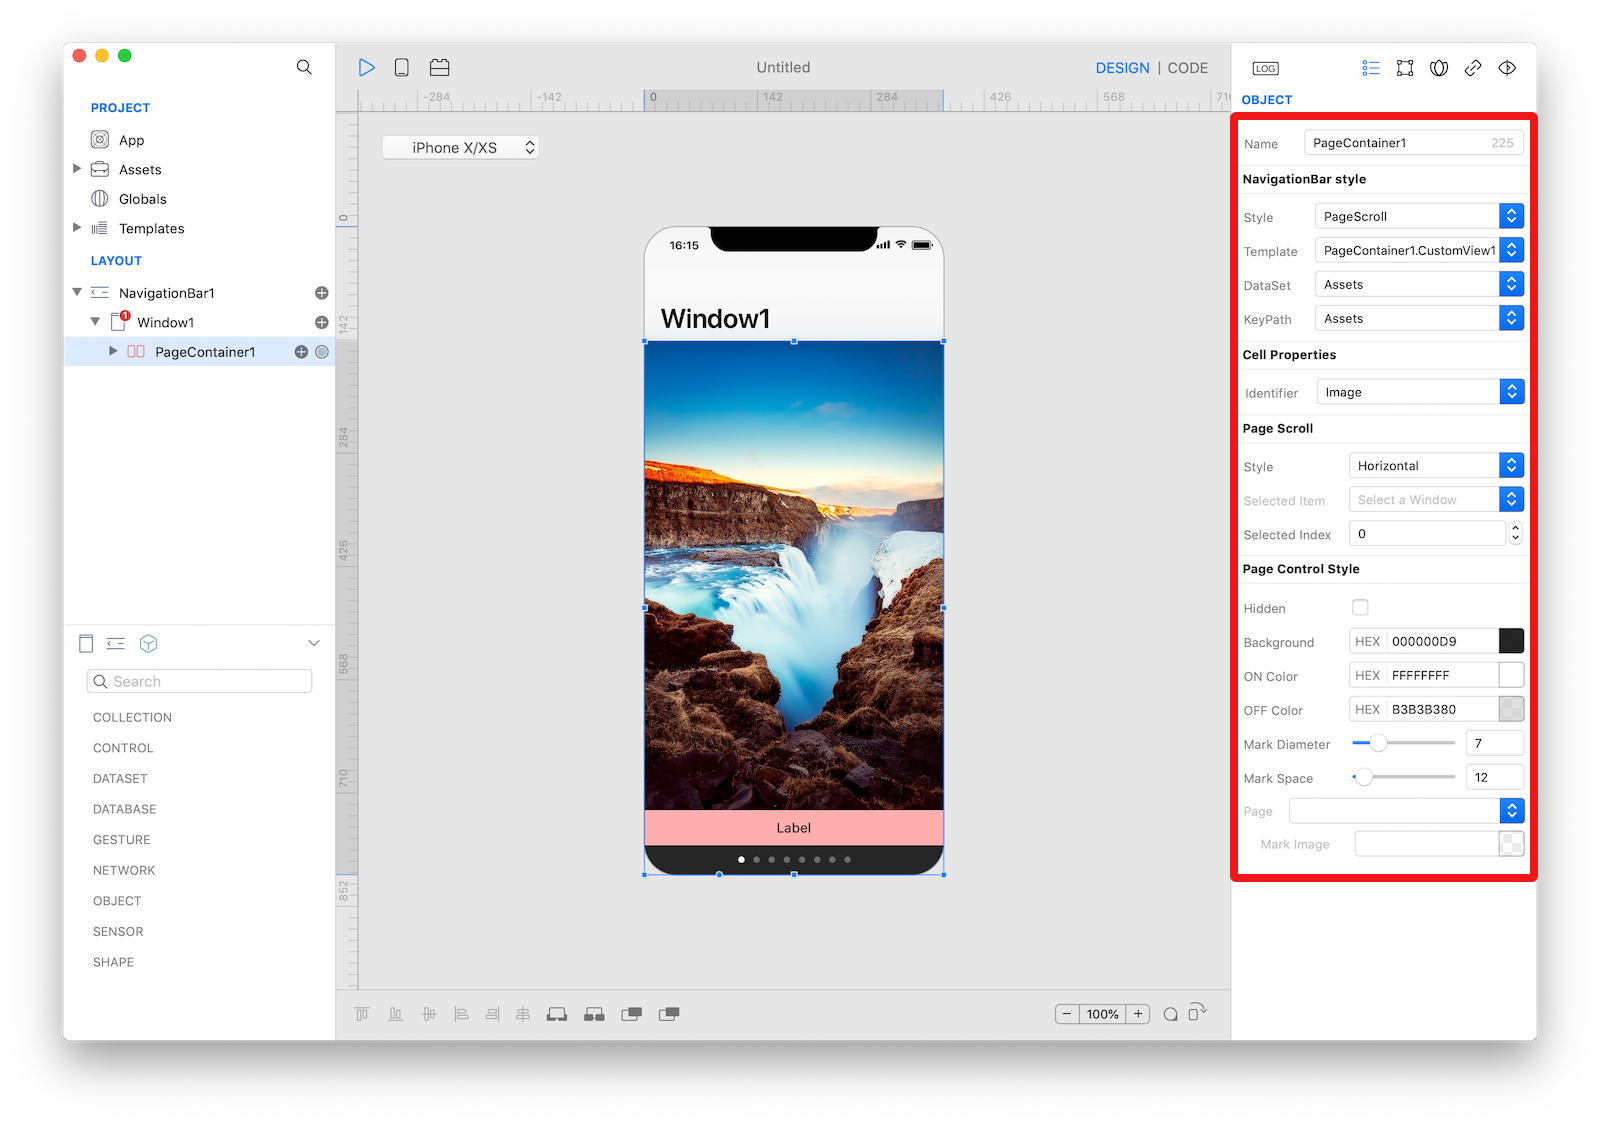 Untitled
DESIGN | CODE
LOG
PROJECT
App
Assets
Globals
Templates
LAYOUT
NavigationBar1
1
Window1
PageContainer1
Search
COLLECTION
CONTROL
DATASET
DATABASE
GESTURE
NETWORK
OBJECT
SENSOR
SHAPE
-284
-142
0
142
284
426
568
710
0
142
284
426
568
710
852
iPhone X/XS
16:15
Window1
Label
100%
OBJECT
Name PageContainer1 225
NavigationBar style
Style PageScroll
Template PageContainer1.CustomView1
DataSet Assets
KeyPath Assets
Cell Properties
Identifier Image
Page Scroll
Style Horizontal
Selected Item Select a Window
Selected Index 0
Page Control Style
Hidden
Background HEX 000000D9
ON Color HEX FFFFFFFF
OFF Color HEX B3B3B380
Mark Diameter 7
Mark Space 12
Page
Mark Image